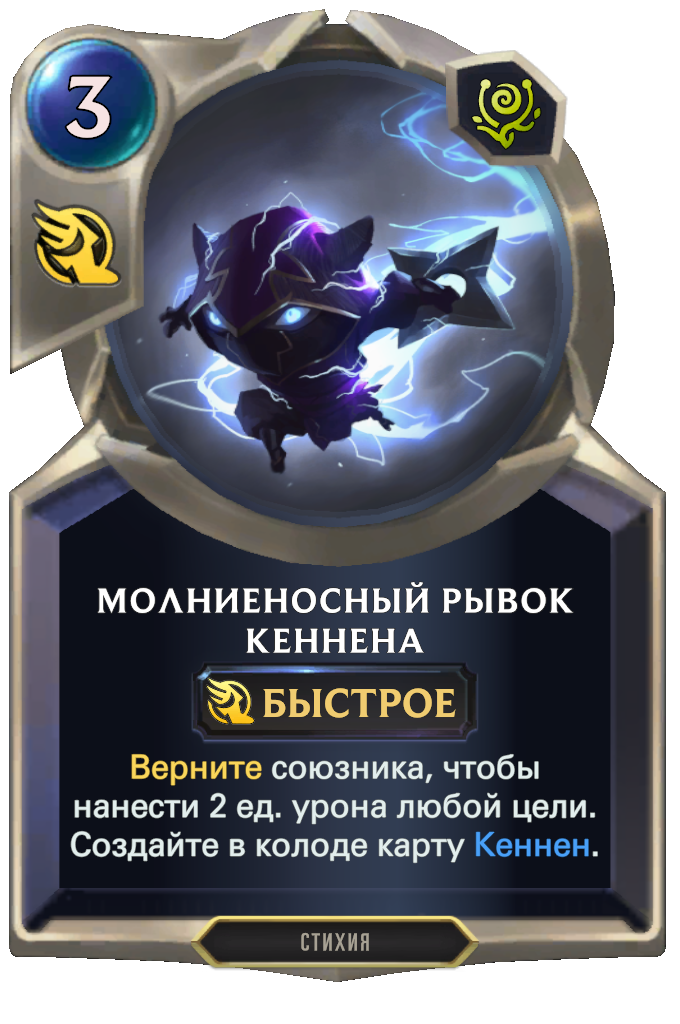 3
МОЛНИЕНОСНЫЙ РЫВОК
КЕННЕНА
БЫСТРОЕ
Верните союзника, чтобы
нанести 2 ед. урона любой цели.
Создайте в колоде карту Кеннен.
СТИХИЯ